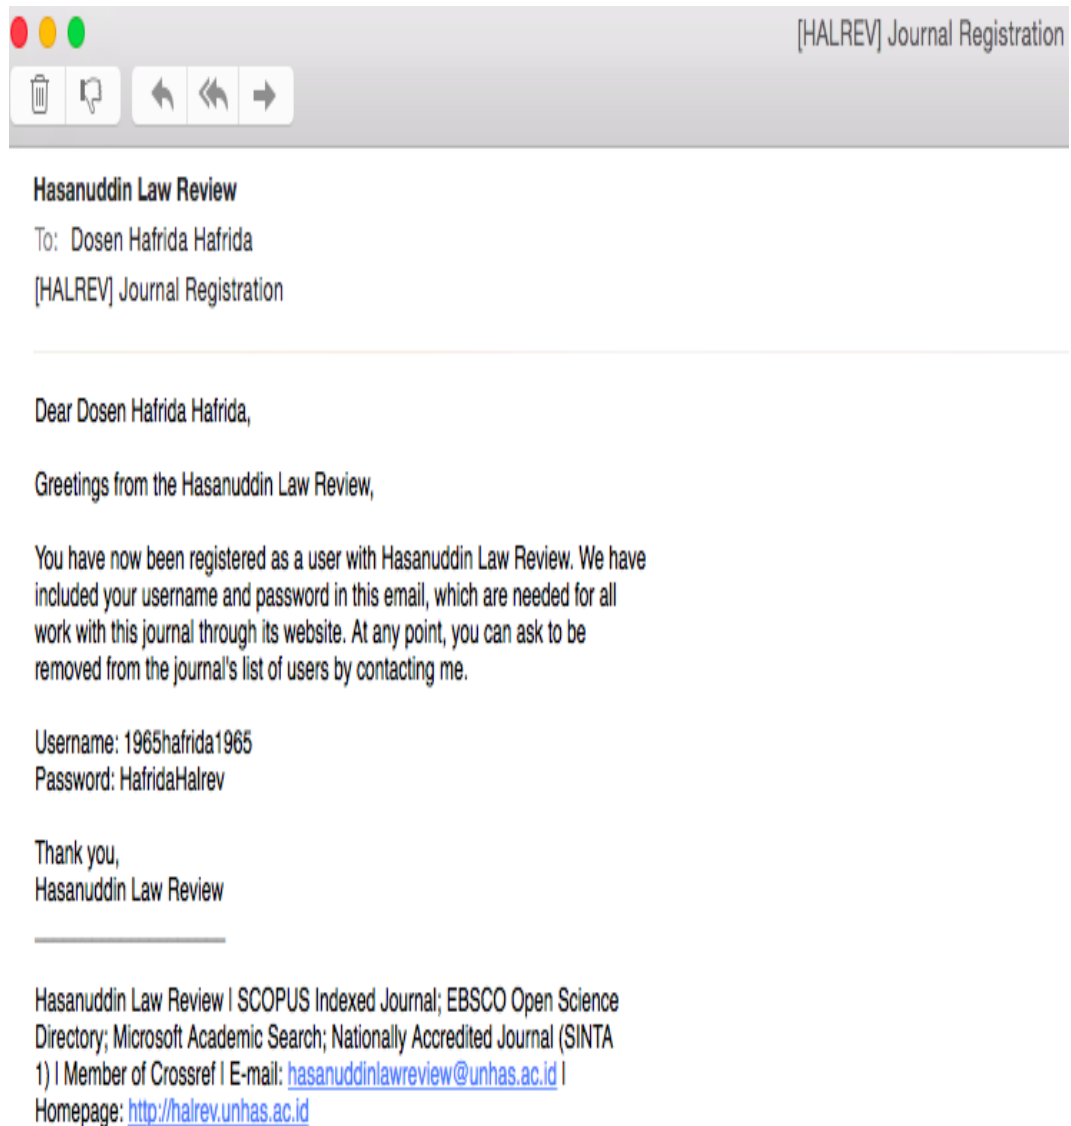 [HALREV] Journal Registration
Hasanuddin Law Review
To: Dosen Hafrida Hafrida
[HALREV] Journal Registration
Dear Dosen Hafrida Hafrida,
Greetings from the Hasanuddin Law Review,
You have now been registered as a user with Hasanuddin Law Review. We have
included your username and password in this email, which are needed for all
work with this journal through its website. At any point, you can ask to be
removed from the journal's list of users by contacting me.
Username: 1965hafrida1965
Password: HafridaHalrev
Thank you,
Hasanuddin Law Review
____________________
Hasanuddin Law Review | SCOPUS Indexed Journal; EBSCO Open Science
Directory; Microsoft Academic Search; Nationally Accredited Journal (SINTA
1) | Member of Crossref | E-mail: hasanuddinlawreview@unhas.ac.id |
Homepage: http://halrev.unhas.ac.id